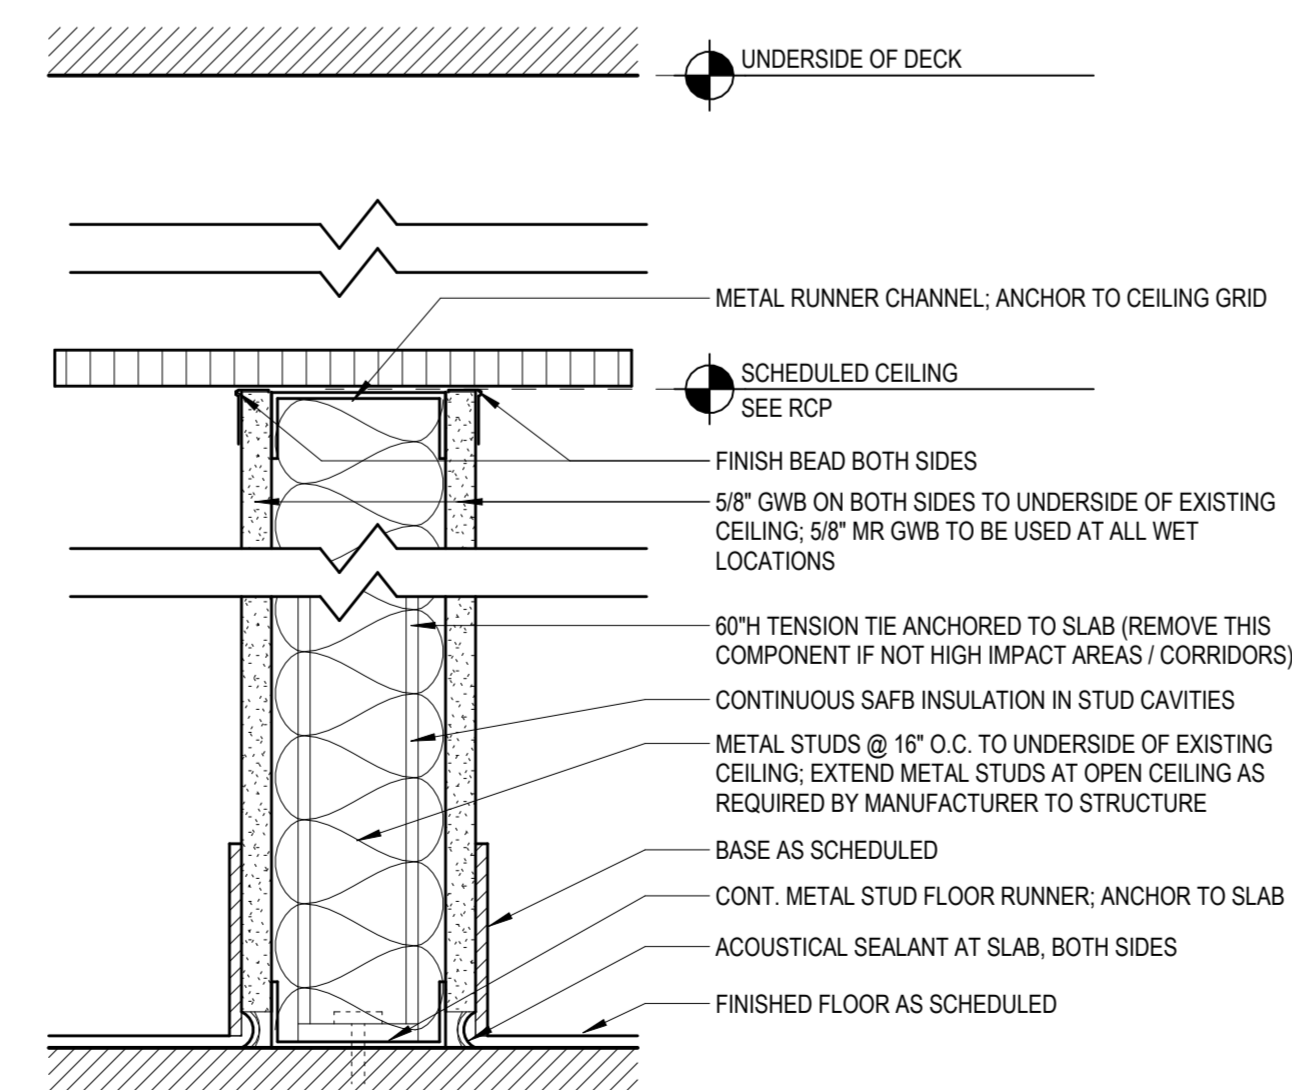 UNDERSIDE OF DECK
METAL RUNNER CHANNEL; ANCHOR TO CEILING GRID
SCHEDULED CEILING
SEE RCP
FINISH BEAD BOTH SIDES
5/8" GWB ON BOTH SIDES TO UNDERSIDE OF EXISTING
CEILING; 5/8" MR GWB TO BE USED AT ALL WET
LOCATIONS
60"H TENSION TIE ANCHORED TO SLAB (REMOVE THIS
COMPONENT IF NOT HIGH IMPACT AREAS / CORRIDORS)
CONTINUOUS SAFB INSULATION IN STUD CAVITIES
METAL STUDS @ 16" O.C. TO UNDERSIDE OF EXISTING
CEILING; EXTEND METAL STUDS AT OPEN CEILING AS
REQUIRED BY MANUFACTURER TO STRUCTURE
BASE AS SCHEDULED
CONT. METAL STUD FLOOR RUNNER; ANCHOR TO SLAB
ACOUSTICAL SEALANT AT SLAB, BOTH SIDES
FINISHED FLOOR AS SCHEDULED